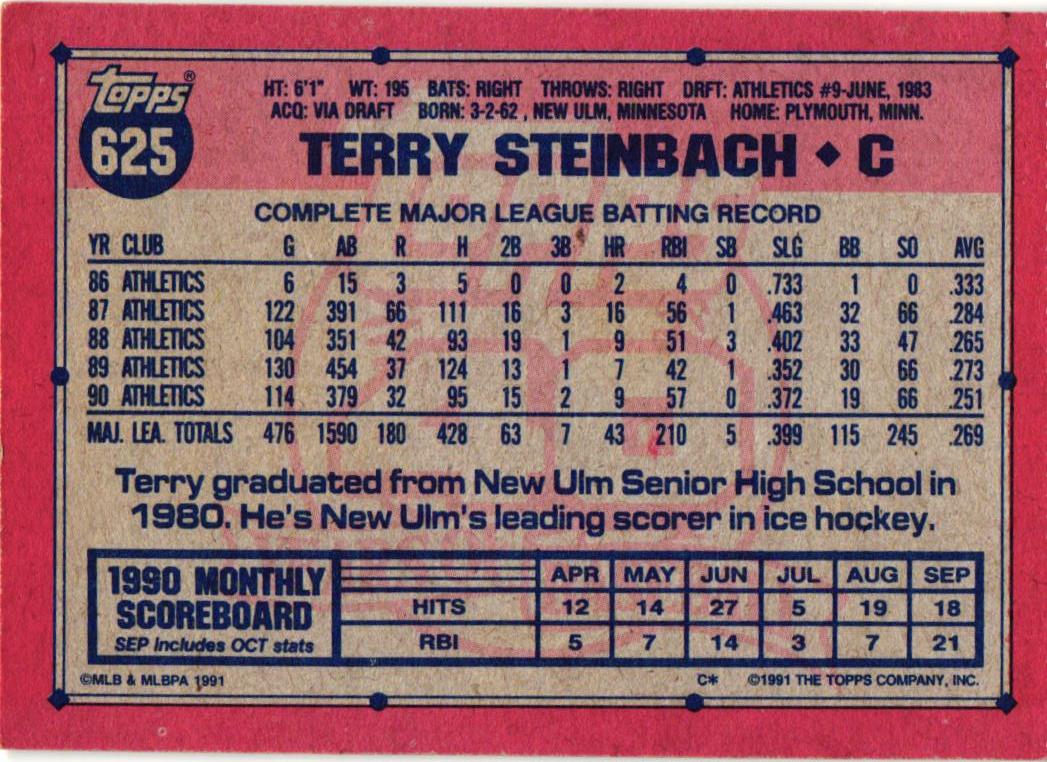 Topps®
625
HT: 6'1" WT: 195 BATS: RIGHT THROWS: RIGHT DRFT: ATHLETICS #9-JUNE, 1983
ACQ: VIA DRAFT BORN: 3-2-62 , NEW ULM, MINNESOTA HOME: PLYMOUTH, MINN.
TERRY STEINBACH ◆ C
COMPLETE MAJOR LEAGUE BATTING RECORD
YR CLUB G AB R H 2B 3B HR RBI SB SLG BB SO AVG
86 ATHLETICS 6 15 3 5 0 0 2 4 0 .733 1 0 .333
87 ATHLETICS 122 391 66 111 16 3 16 56 1 .463 32 66 .284
88 ATHLETICS 104 351 42 93 19 1 9 51 3 .402 33 47 .265
89 ATHLETICS 130 454 37 124 13 1 7 42 1 .352 30 66 .273
90 ATHLETICS 114 379 32 95 15 2 9 57 0 .372 19 66 .251
MAJ. LEA. TOTALS 476 1590 180 428 63 7 43 210 5 .399 115 245 .269
Terry graduated from New Ulm Senior High School in
1980. He's New Ulm's leading scorer in ice hockey.
1990 MONTHLY
SCOREBOARD
SEP Includes OCT stats
APR MAY JUN JUL AUG SEP
HITS 12 14 27 5 19 18
RBI 5 7 14 3 7 21
©MLB & MLBPA 1991 C* ©1991 THE TOPPS COMPANY, INC.